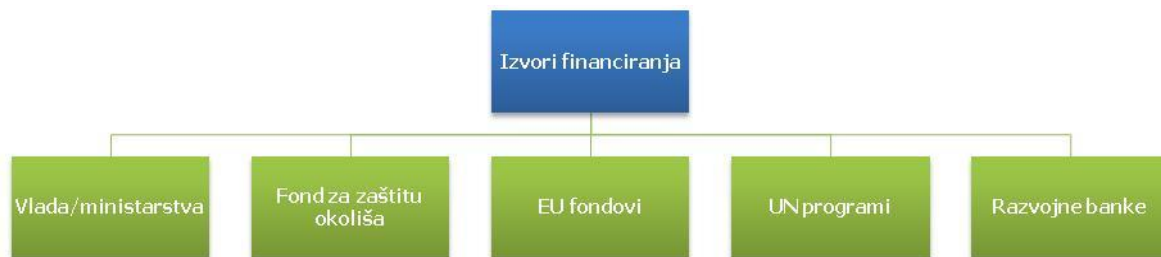 Izvori financiranja
Vlada/ministarstva
Fond za zaštitu
okoliša
EU fondovi
UN programi
Razvojne banke